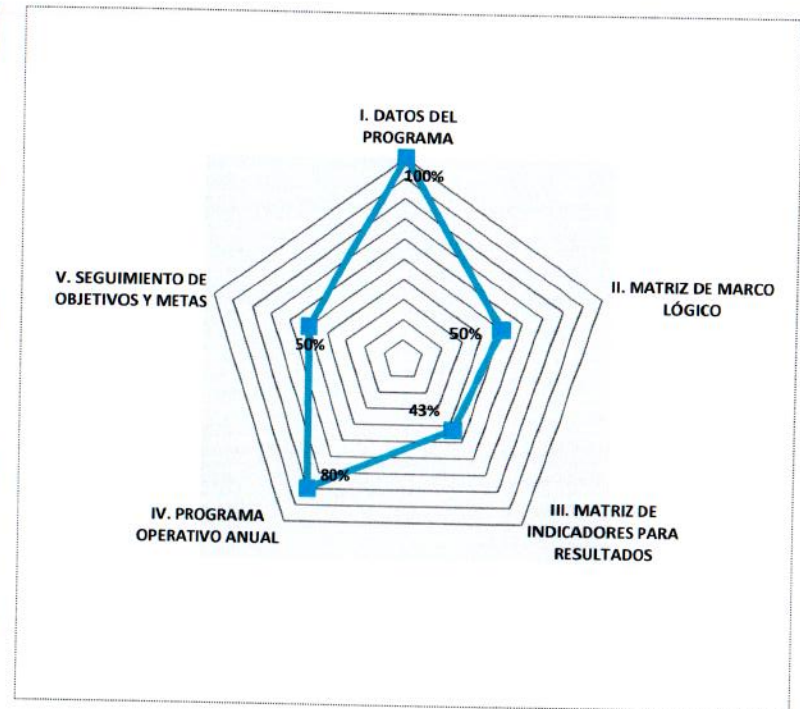 I. DATOS DEL
PROGRAMA
100%
II. MATRIZ DE MARCO
LÓGICO
50%
III. MATRIZ DE
INDICADORES PARA
RESULTADOS
43%
IV. PROGRAMA
OPERATIVO ANUAL
80%
V. SEGUIMIENTO DE
OBJETIVOS Y METAS
50%